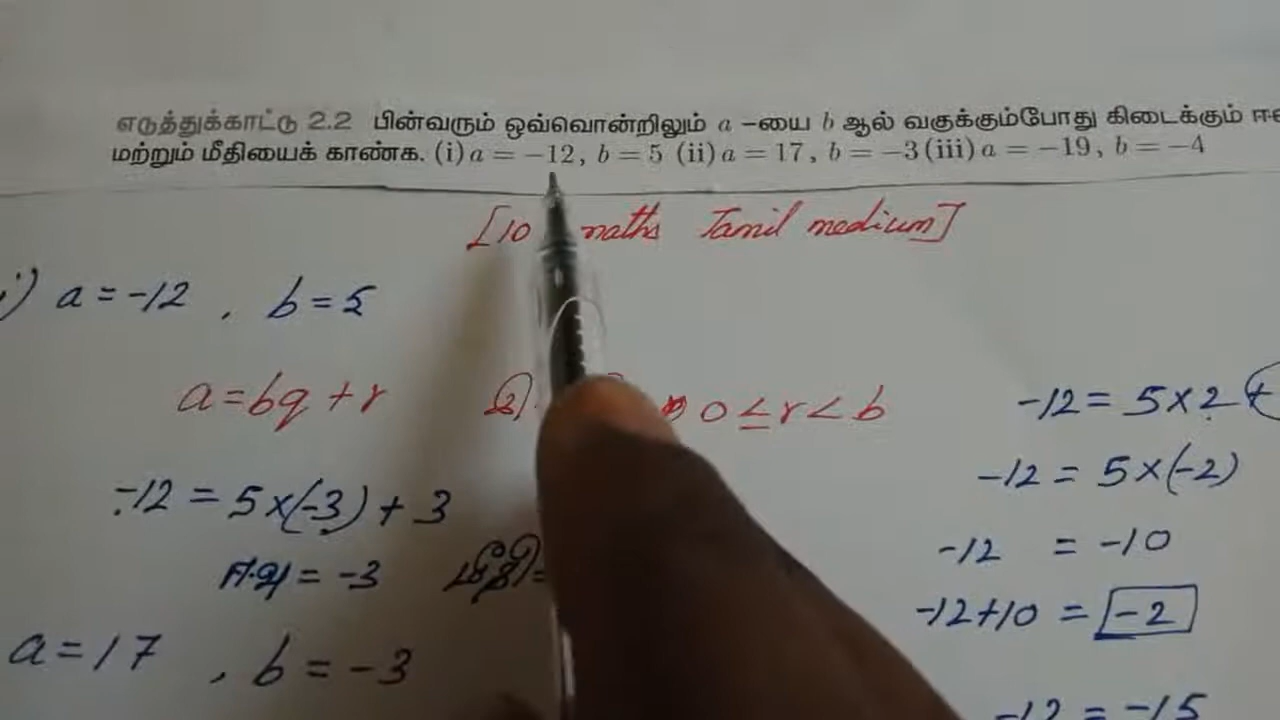 எடுத்துக்காட்டு 2.2 பின்வரும் ஒவ்வொன்றிலும் a –யை b ஆல் வகுக்கும்போது கிடைக்கும்
மற்றும் மீதியைக் காண்க. (i) a = −12, b = 5 (ii) a = 17, b = −3 (iii) a = −19, b = −4
[10 maths Tamil medium]
i) a = -12 , b = 5
a = bq + r 0 ≤ r < b
-12 = 5 x (-3) + 3
ஈ.வு = -3 மீதி =
a = 17 , b = -3
-12 = 5 x 2 +
-12 = 5 x (-2)
-12 = -10
-12+10 = -2
-12 = -15